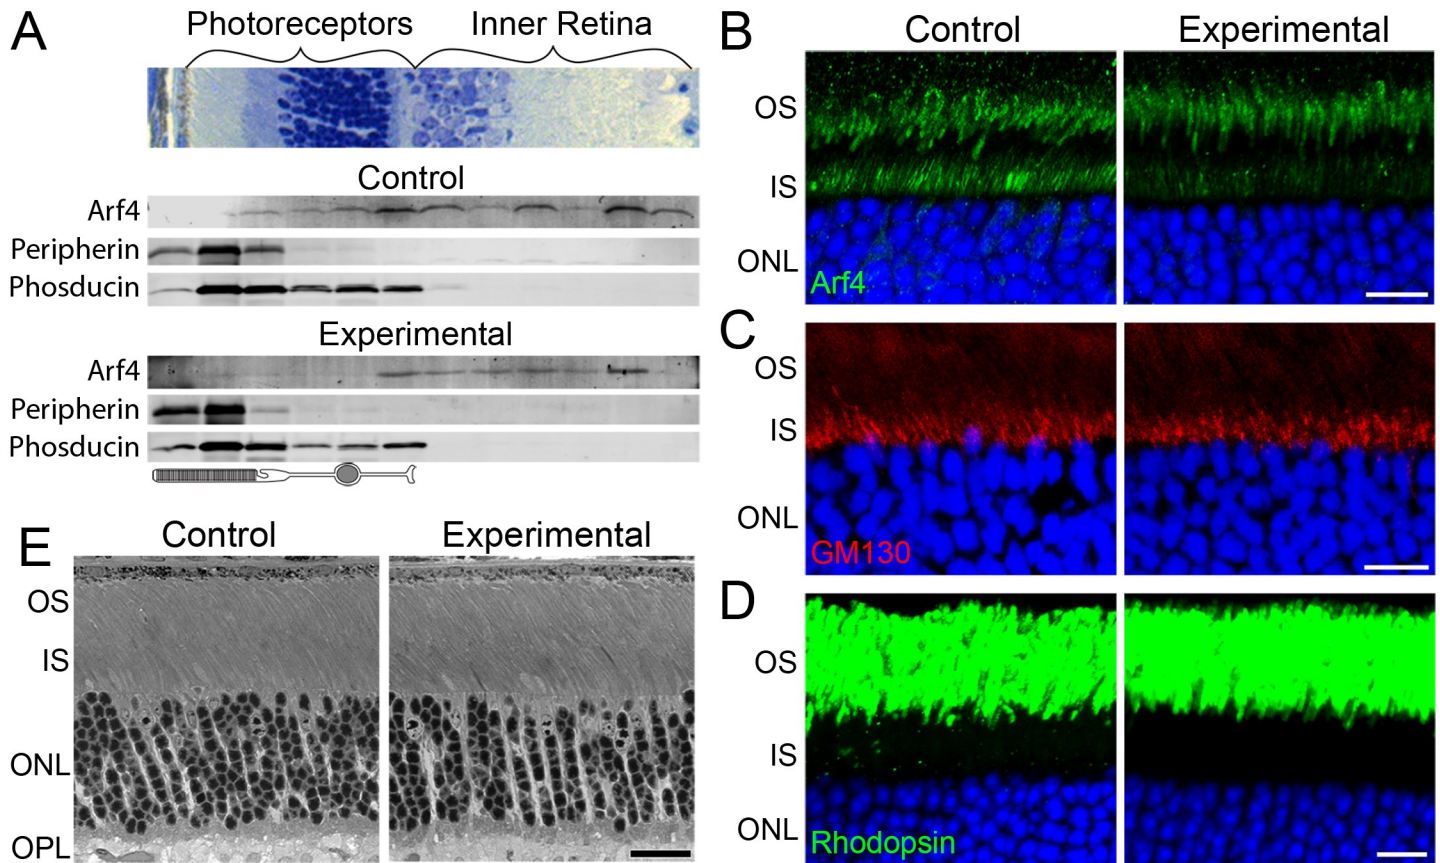 A
Photoreceptors
Inner Retina
Control
Arf4
Peripherin
Phosducin
Experimental
Arf4
Peripherin
Phosducin
B
Control
Experimental
OS
IS
ONL
Arf4
C
OS
IS
ONL
GM130
D
OS
IS
ONL
Rhodopsin
E
Control
Experimental
OS
IS
ONL
OPL